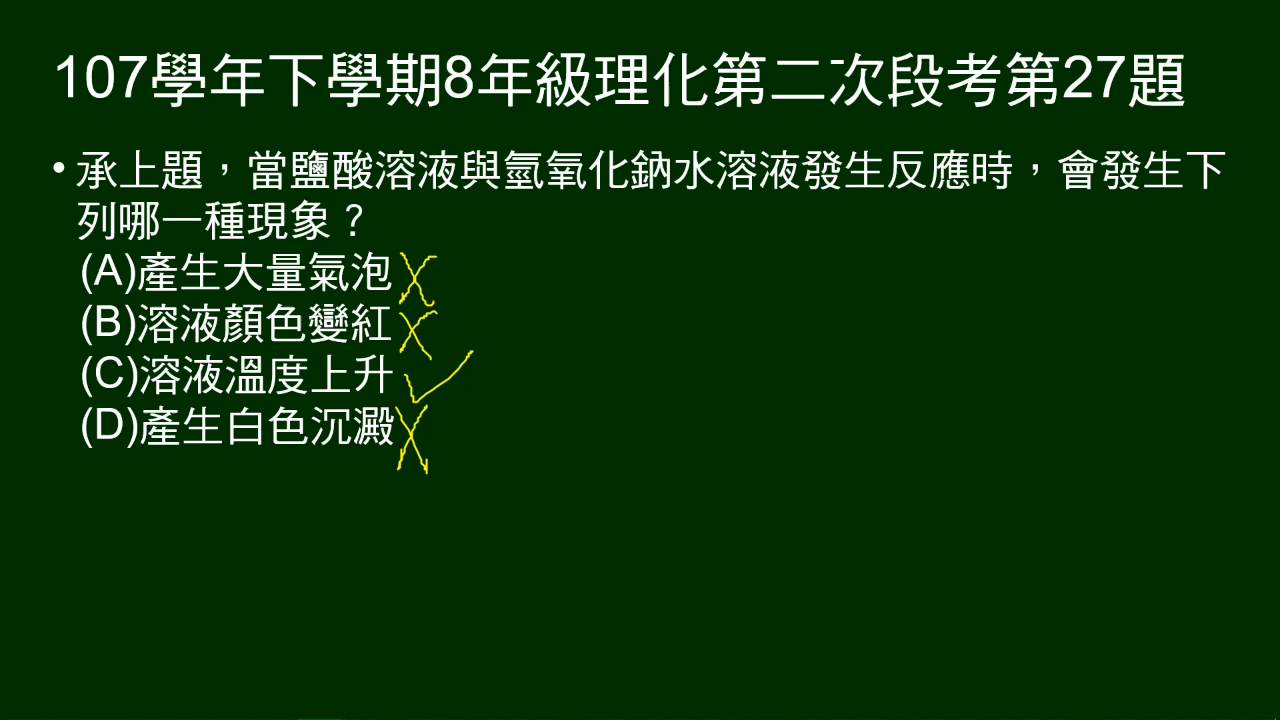 107學年下學期8年級理化第二次段考第27題
• 承上題，當鹽酸溶液與氫氧化鈉水溶液發生反應時，會發生下
列哪一種現象？
(A)產生大量氣泡
(B)溶液顏色變紅
(C)溶液溫度上升
(D)產生白色沉澱